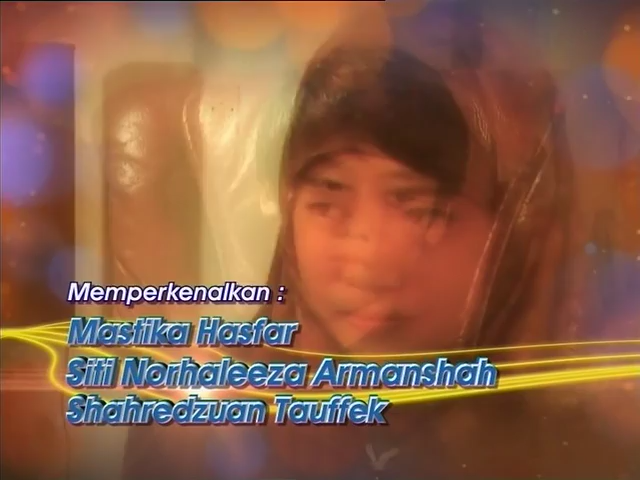 Memperkenalkan :
Mastika Hasfar
Siti Norhaleeza Armanshah
Shahredzuan Tauffek